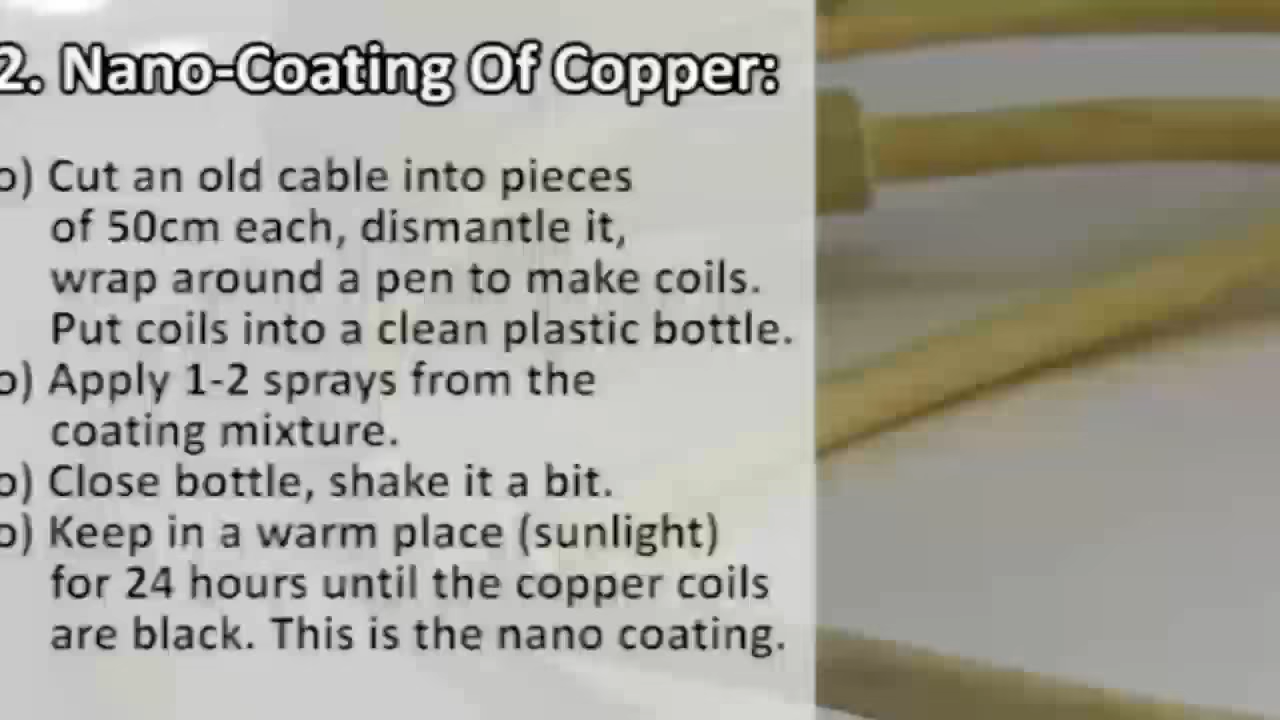 2. Nano-Coating Of Copper:
o) Cut an old cable into pieces
of 50cm each, dismantle it,
wrap around a pen to make coils.
Put coils into a clean plastic bottle.
o) Apply 1-2 sprays from the
coating mixture.
o) Close bottle, shake it a bit.
o) Keep in a warm place (sunlight)
for 24 hours until the copper coils
are black. This is the nano coating.